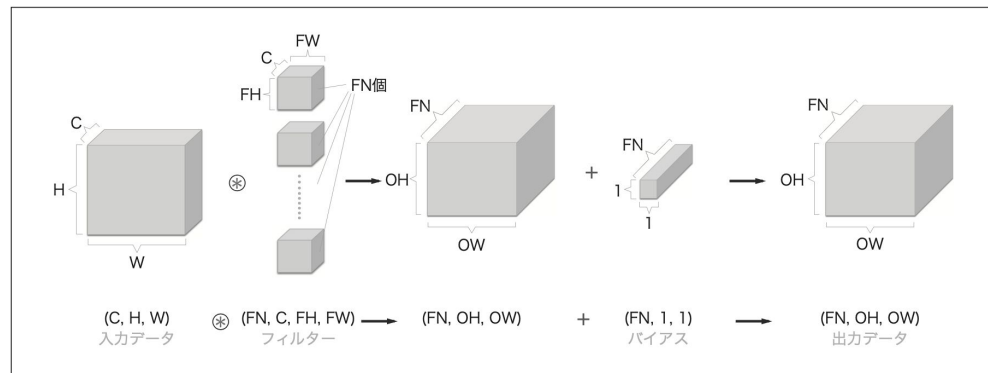 FW
C
FH
FN個
C
H
W
⊛
FN
OH
OW
+
FN
1
1
FN
OH
OW
(C, H, W) ⊛ (FN, C, FH, FW) (FN, OH, OW) + (FN, 1, 1) (FN, OH, OW)
入力データ フィルター バイアス 出力データ